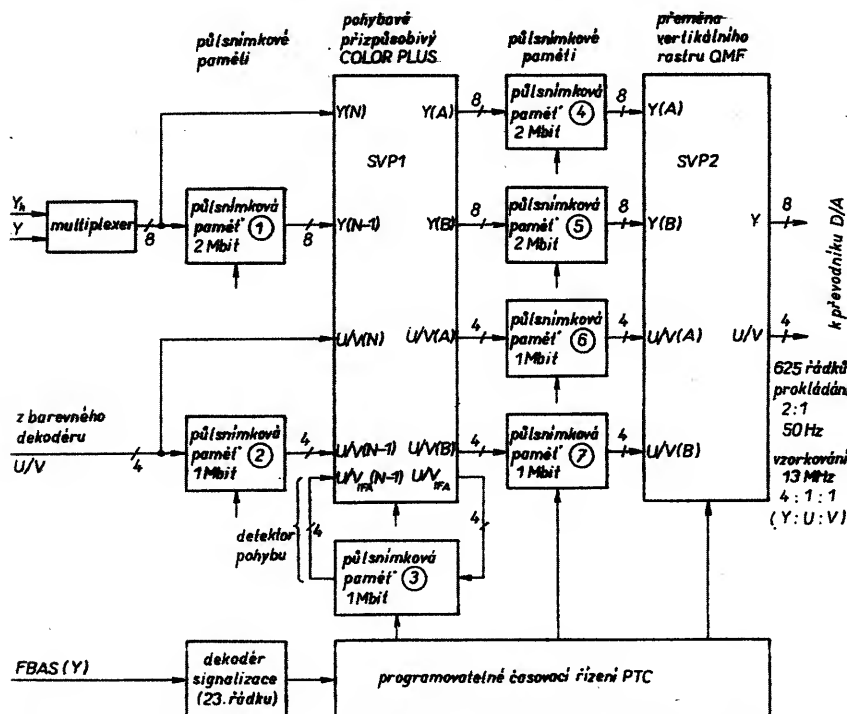 půlsnímkové
paměti
pohybově
přizpůsobivý
COLOR PLUS
půlsnímkové
paměti
přeměna
vertikálního
rastru QMF
Y(N)
Y(A)
8
půlsnímková
paměť 4
2 Mbit
8
Y(A)
SVP1
SVP2
Yh
Y
multiplexer
8
půlsnímková
paměť 1
2 Mbit
8
Y(N-1)
Y(B)
8
půlsnímková
paměť 5
2 Mbit
8
Y(B)
Y
8
k převodníku D/A
U/V(N)
U/V(A)
4
půlsnímková
paměť 6
1 Mbit
4
U/V(A)
U/V
4
625 řádků
prokládání
2:1
50 Hz
vzorkování
13 MHz
4:1:1
(Y:U:V)
z barevného
dekodéru
U/V
4
půlsnímková
paměť 2
1 Mbit
4
U/V(N-1)
U/V(B)
4
půlsnímková
paměť 7
1 Mbit
4
U/V(B)
U/V IFA (N-1)
U/V IFA
detektor
pohybu
4
4
půlsnímková
paměť 3
1 Mbit
FBAS (Y)
dekodér
signalizace
(23. řádku)
programovatelné časovací řízení PTC